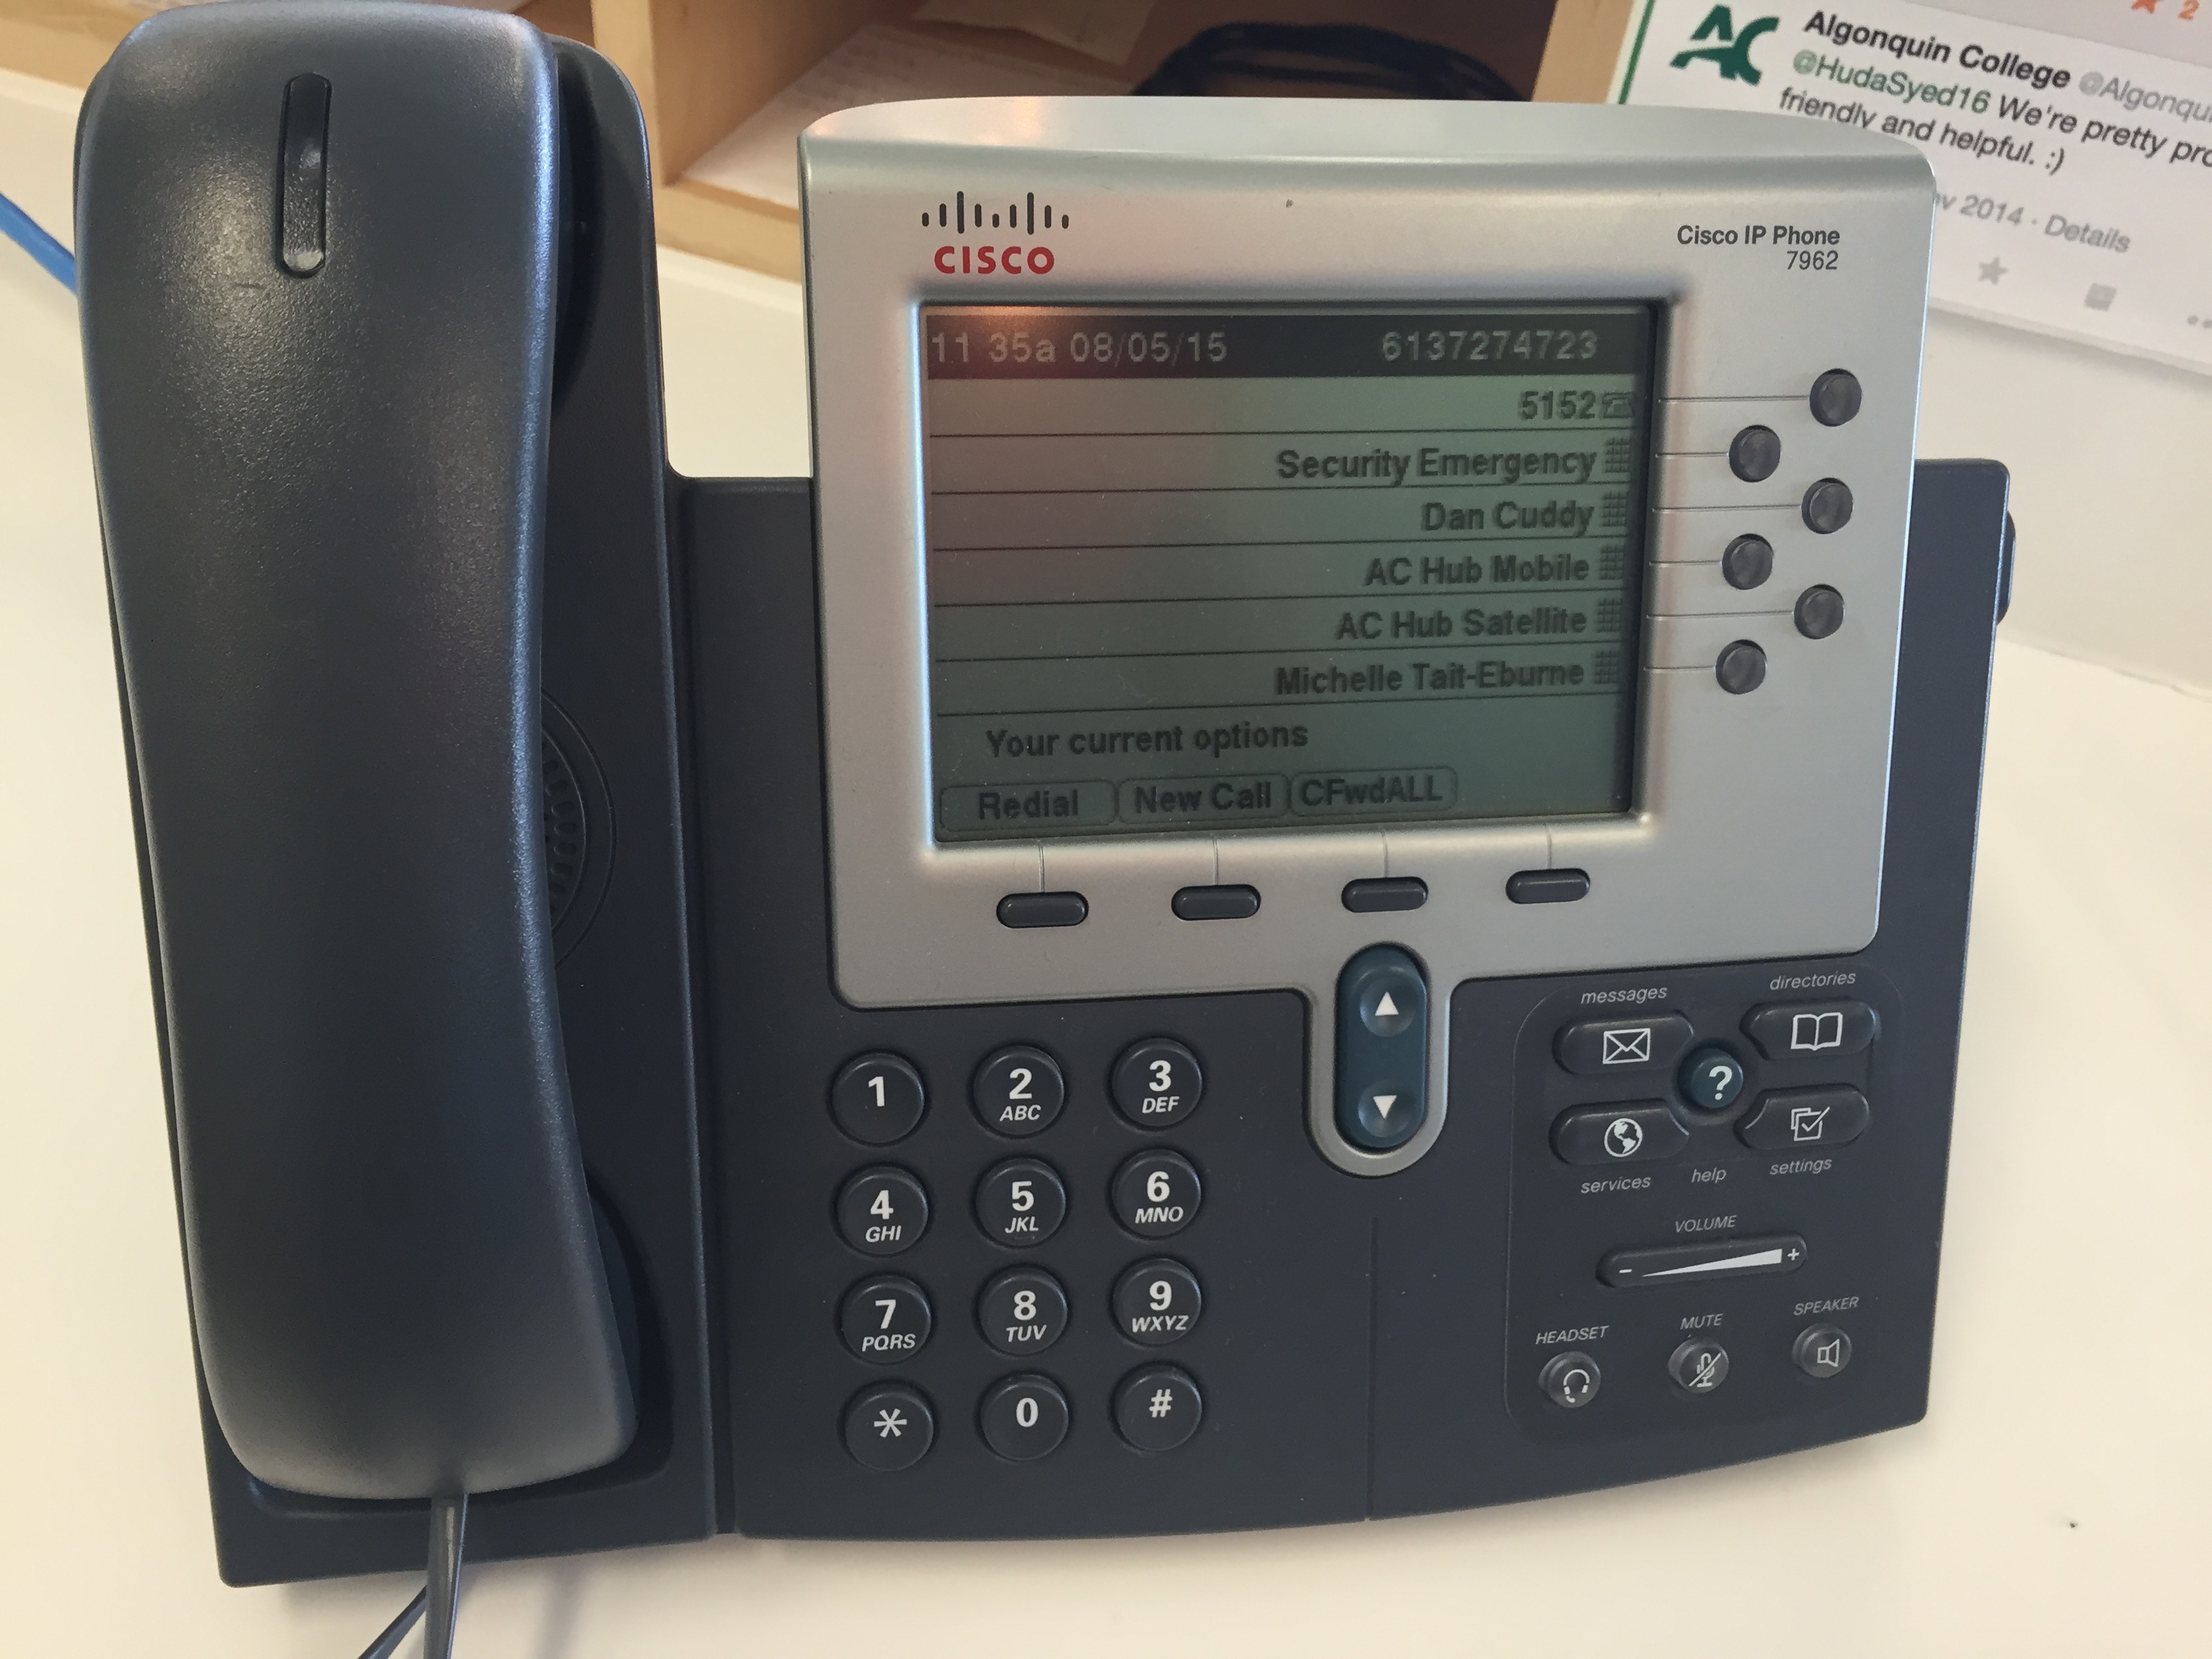 2
Algonquin College @Algonqu
@HudaSyed16 We're pretty pro
friendly and helpful. :)
2014 · Details
CISCO
Cisco IP Phone
7962
11 35a 08/05/15 6137274723
5152
Security Emergency
Dan Cuddy
AC Hub Mobile
AC Hub Satellite
Michelle Tait-Eburne
Your current options
Redial New Call CFwdALL
messages directories
?
services help settings
1 2 3
ABC DEF
4 5 6
GHI JKL MNO
7 8 9
PQRS TUV WXYZ
* 0 #
VOLUME
- +
HEADSET MUTE SPEAKER